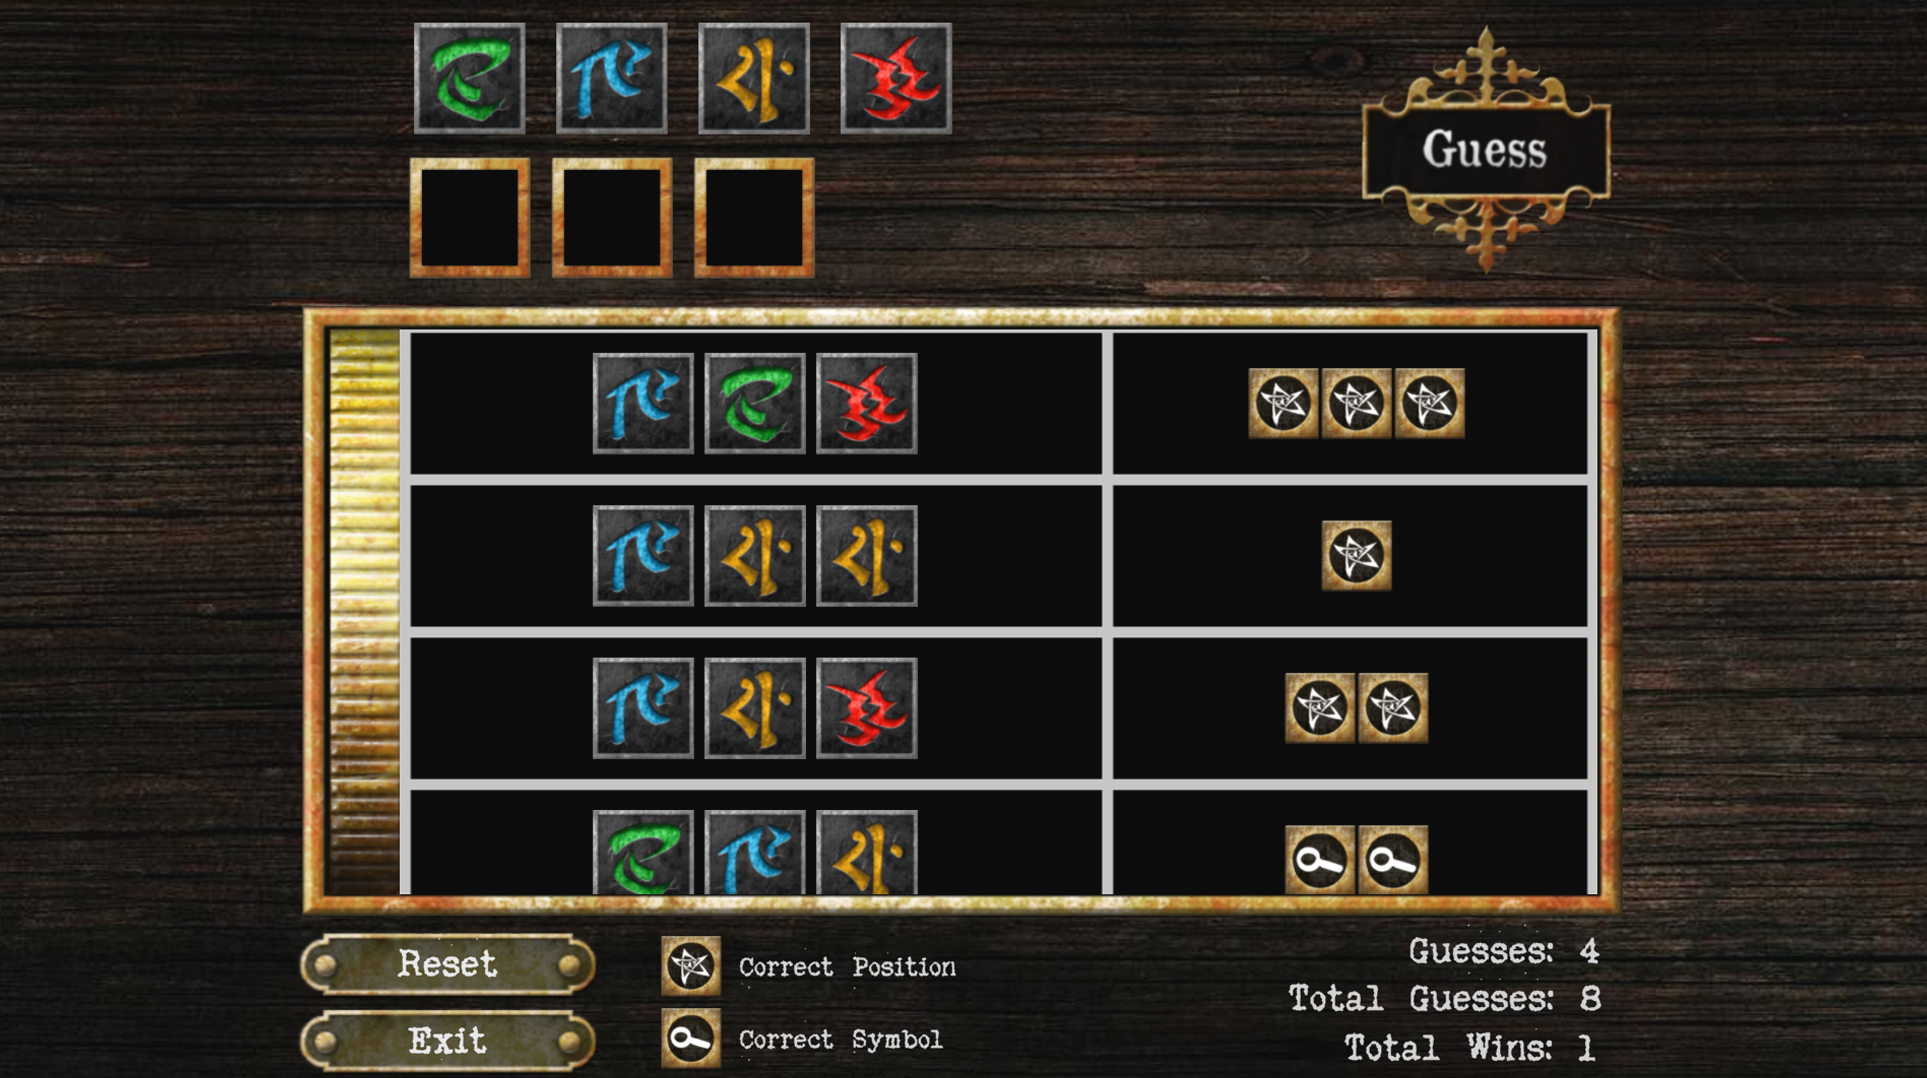 Guess
Reset
Exit
Correct Position
Correct Symbol
Guesses: 4
Total Guesses: 8
Total Wins: 1